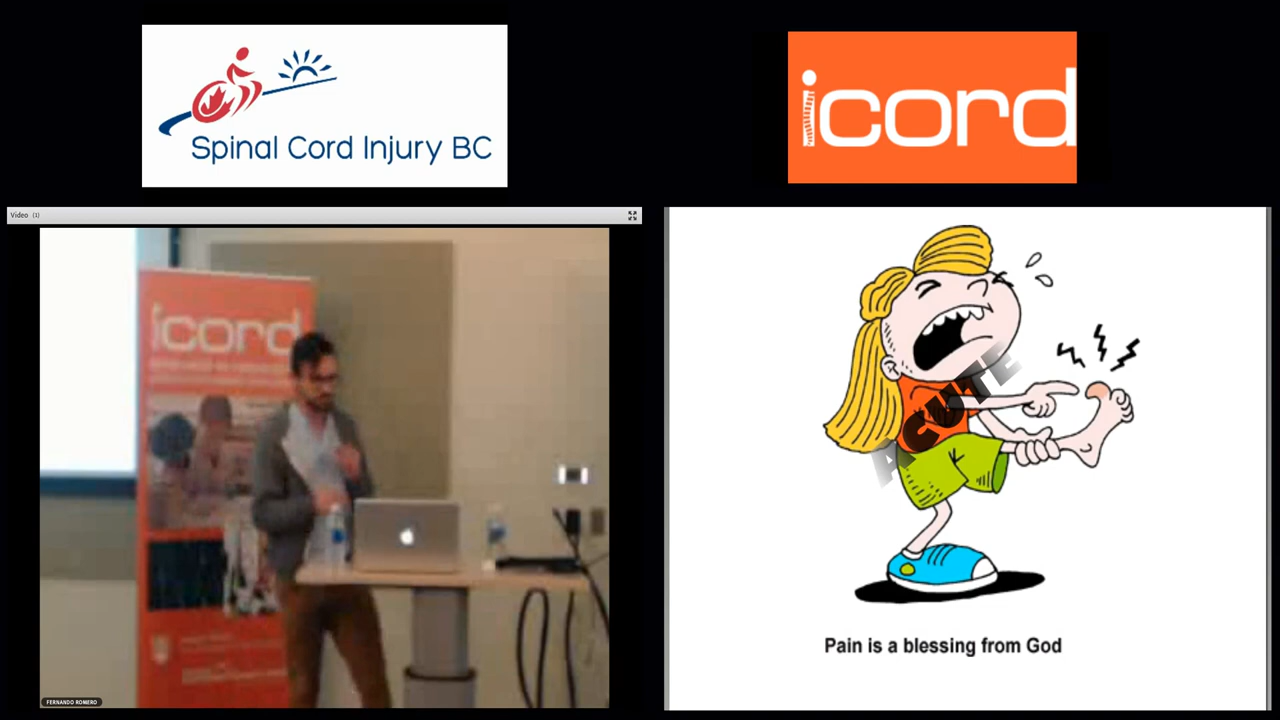 Spinal Cord Injury BC
icord
Video (1)
icord
ACUTE
Pain is a blessing from God
FERNANDO ROMERO